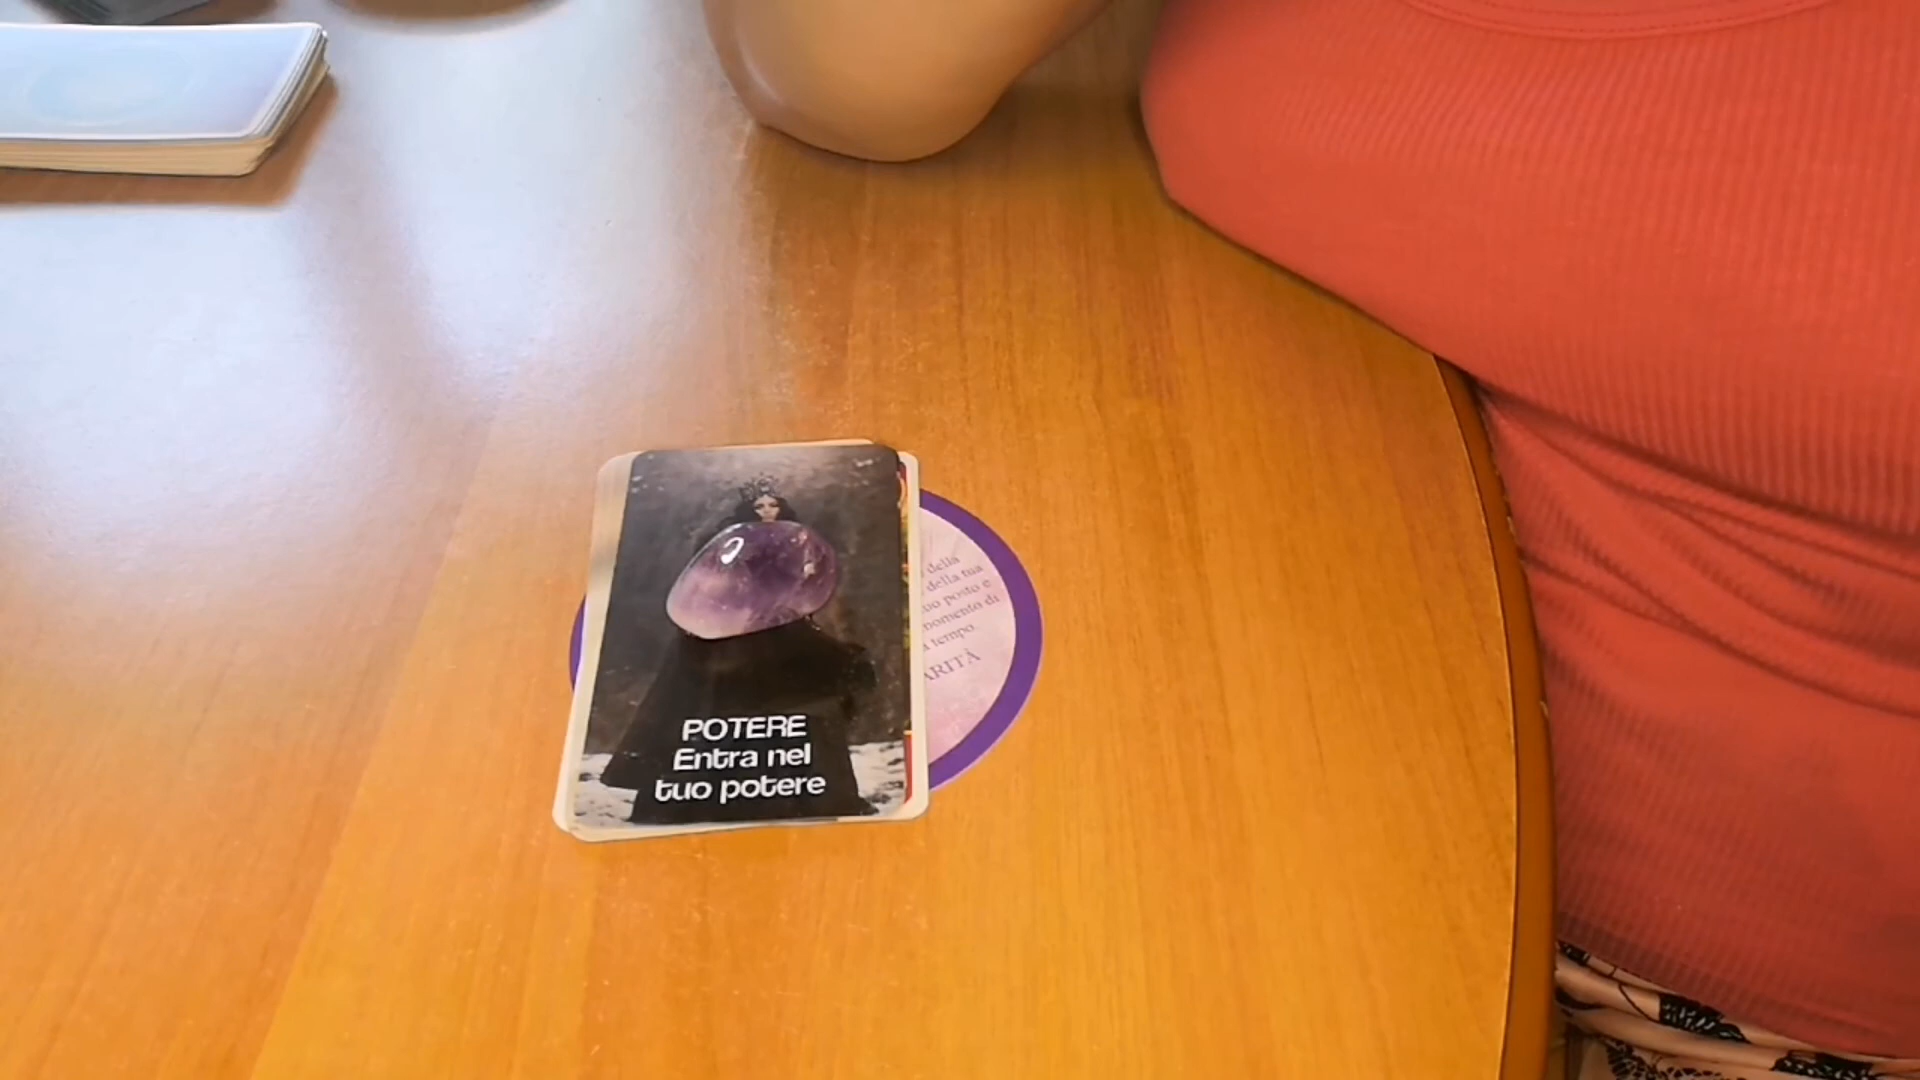 della
della tua
tuo posto e
momento di
tempo
POTERE
Entra nel
tuo potere